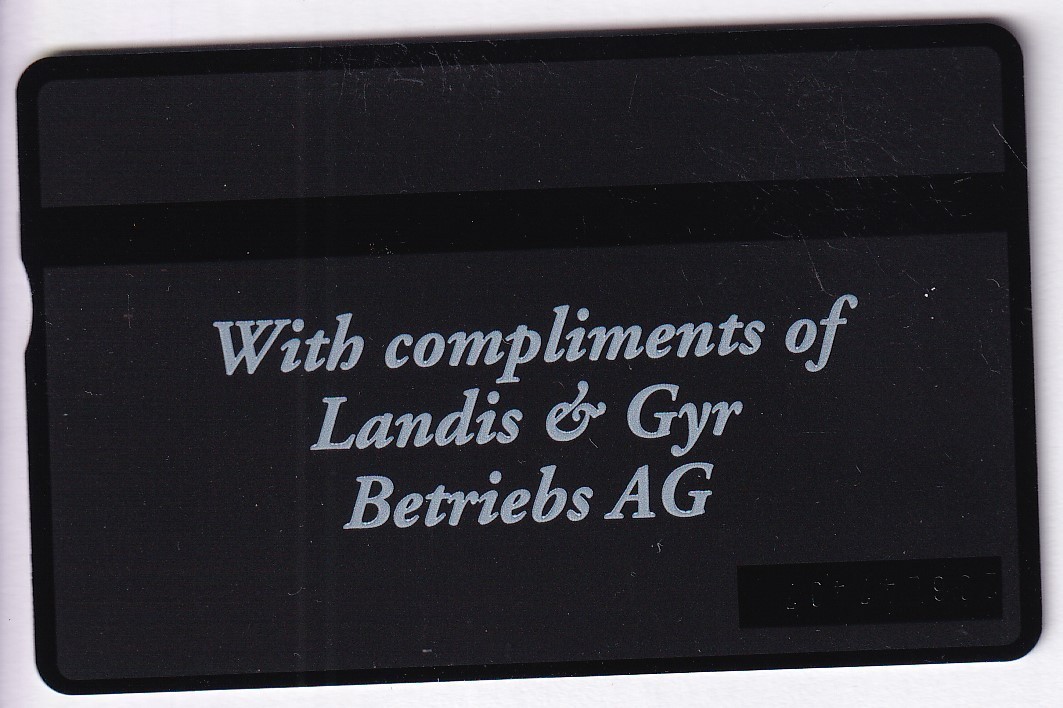 With compliments of
Landis & Gyr
Betriebs AG